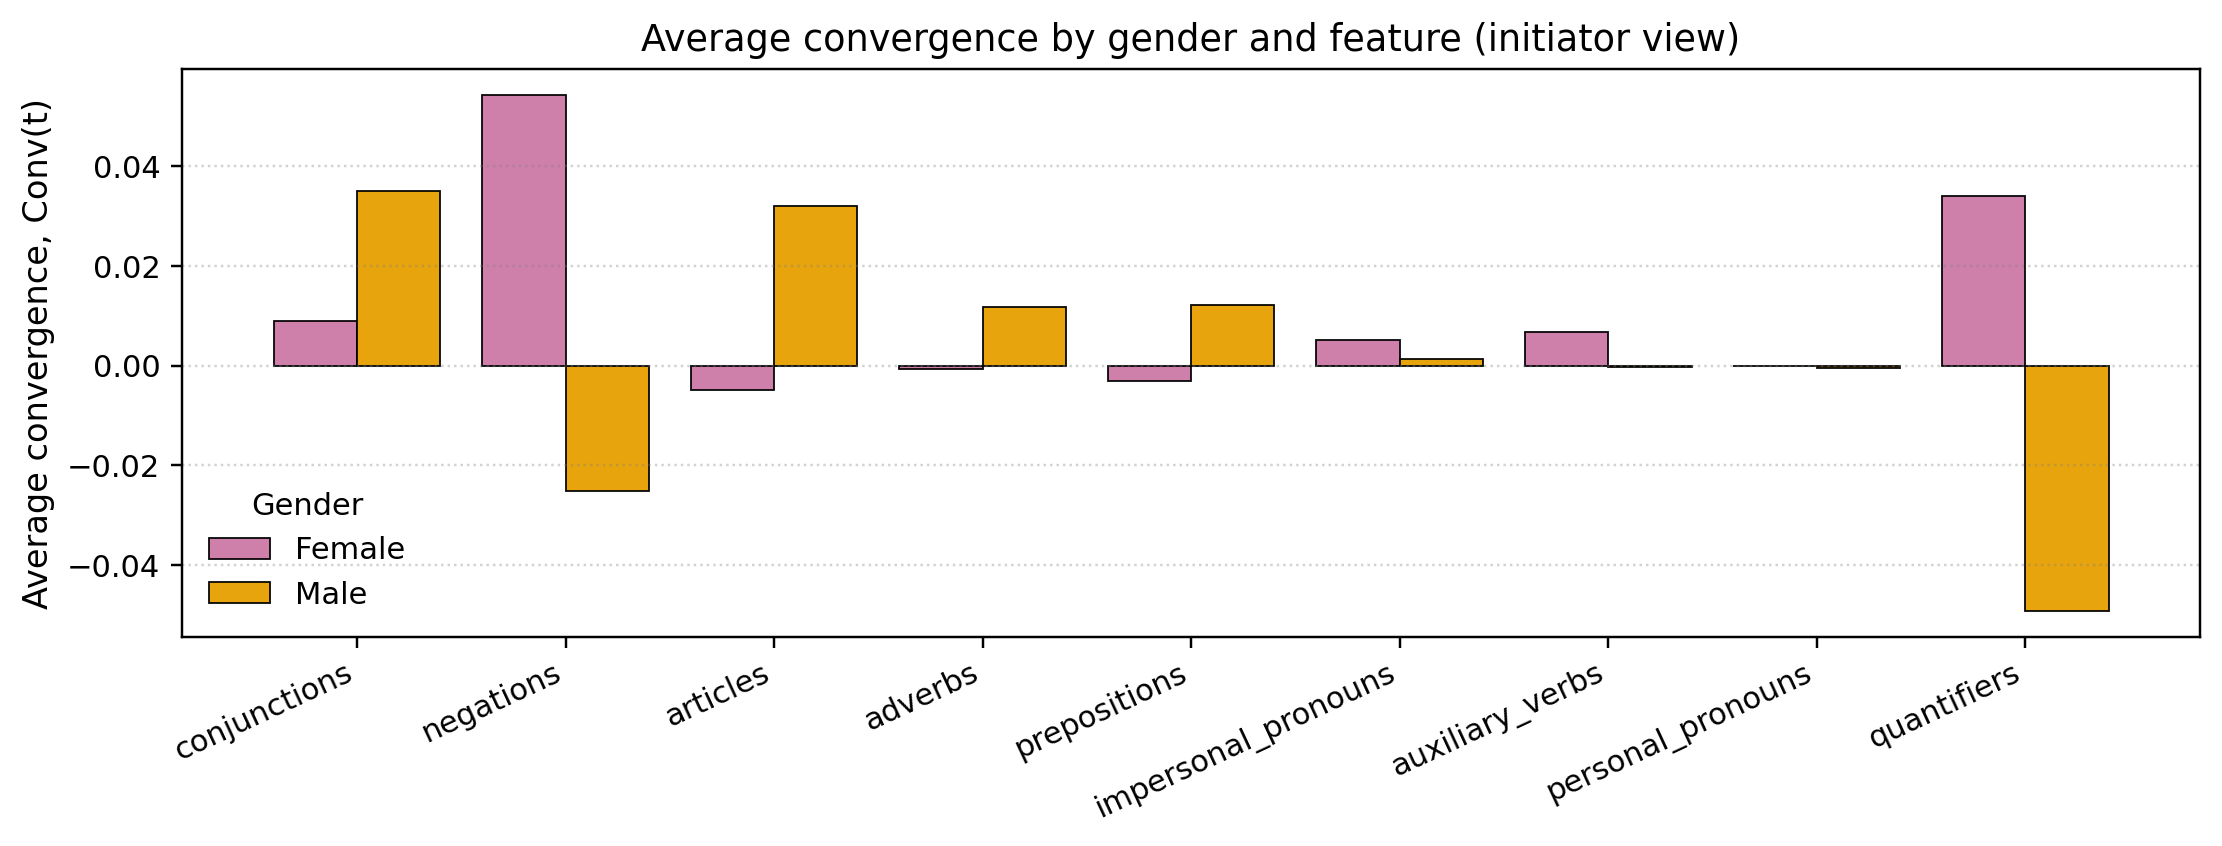 Average convergence by gender and feature (initiator view)
Average convergence, Conv(t)
0.04
0.02
0.00
−0.02
−0.04
Gender
Female
Male
conjunctions
negations
articles
adverbs
prepositions
impersonal_pronouns
auxiliary_verbs
personal_pronouns
quantifiers